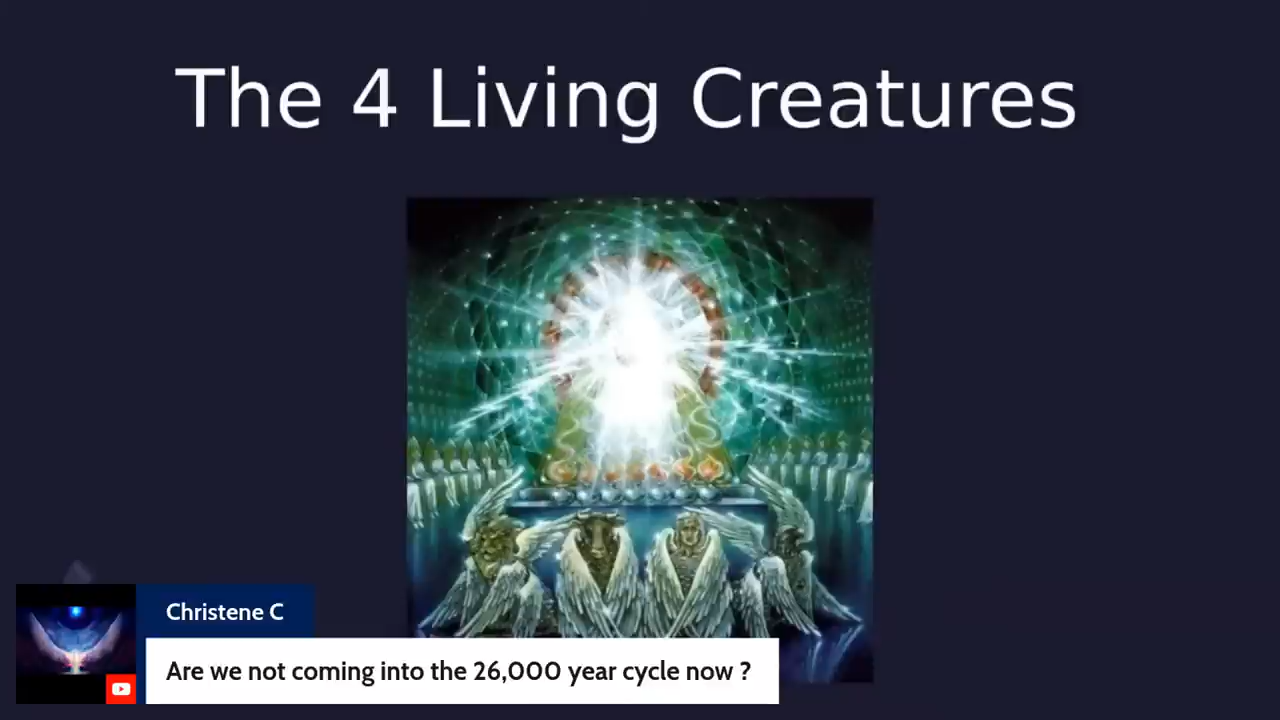 The 4 Living Creatures
Christene C
Are we not coming into the 26,000 year cycle now ?